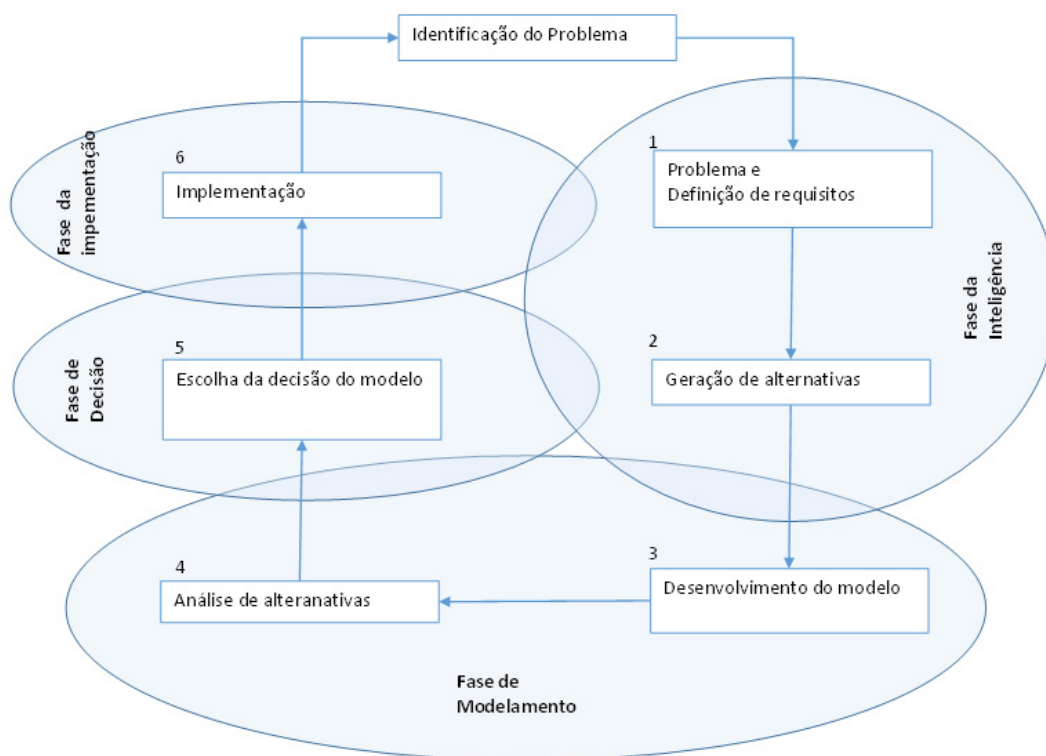 Identificação do Problema
1
Problema e
Definição de requisitos
2
Geração de alternativas
Fase da
Inteligência
3
Desenvolvimento do modelo
4
Análise de alteranativas
Fase de
Modelamento
5
Escolha da decisão do modelo
Fase de
Decisão
6
Implementação
Fase da
impementação